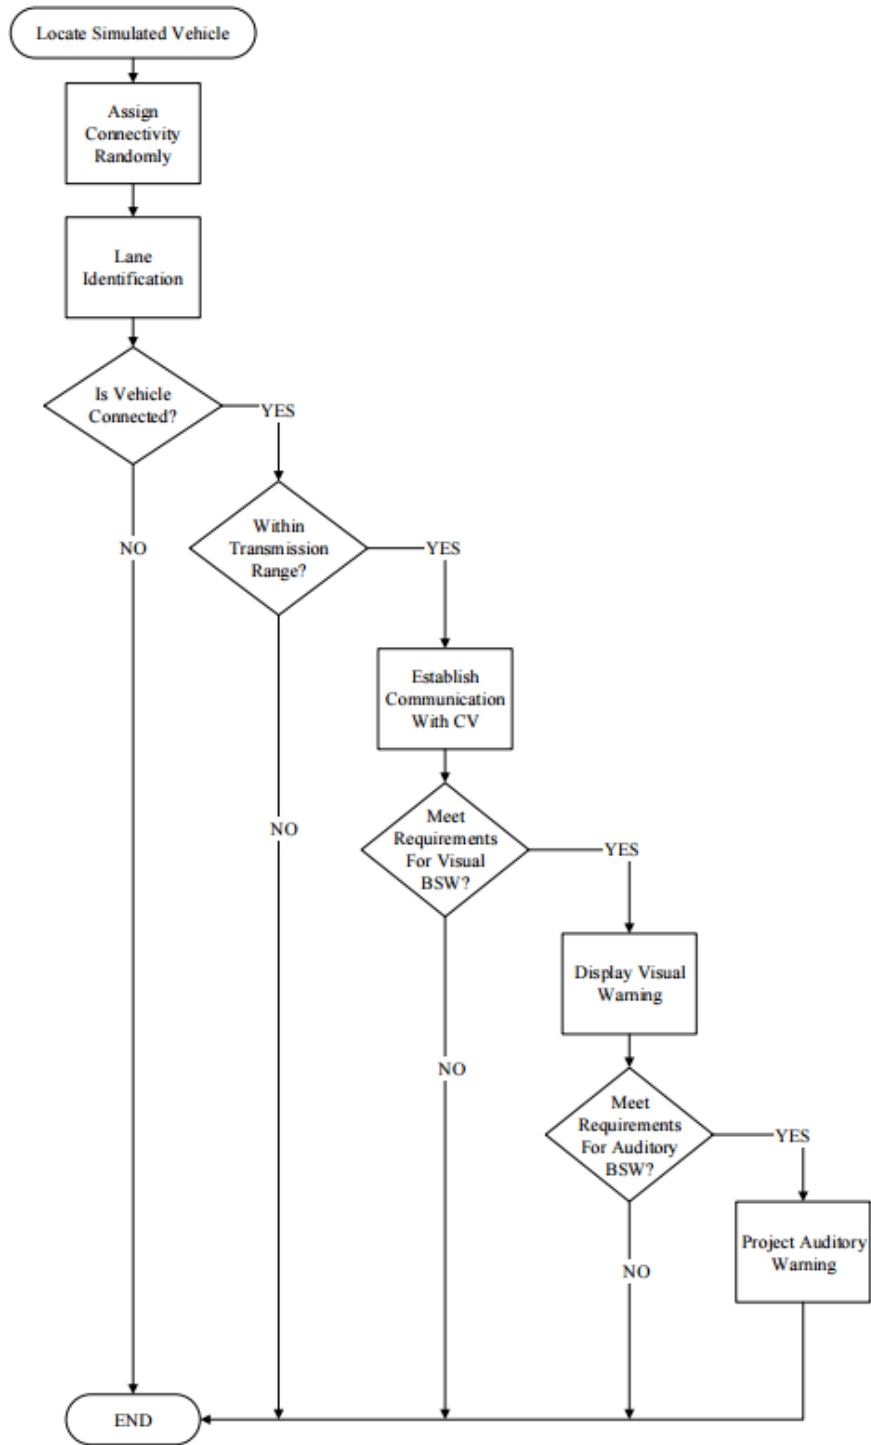 Locate Simulated Vehicle
Assign
Connectivity
Randomly
Lane
Identification
Is Vehicle
Connected?
YES
Within
Transmission
Range?
NO
YES
Establish
Communication
With CV
Meet
Requirements
For Visual
BSW?
NO
YES
Display Visual
Warning
NO
Meet
Requirements
For Auditory
BSW?
YES
Project Auditory
Warning
NO
END